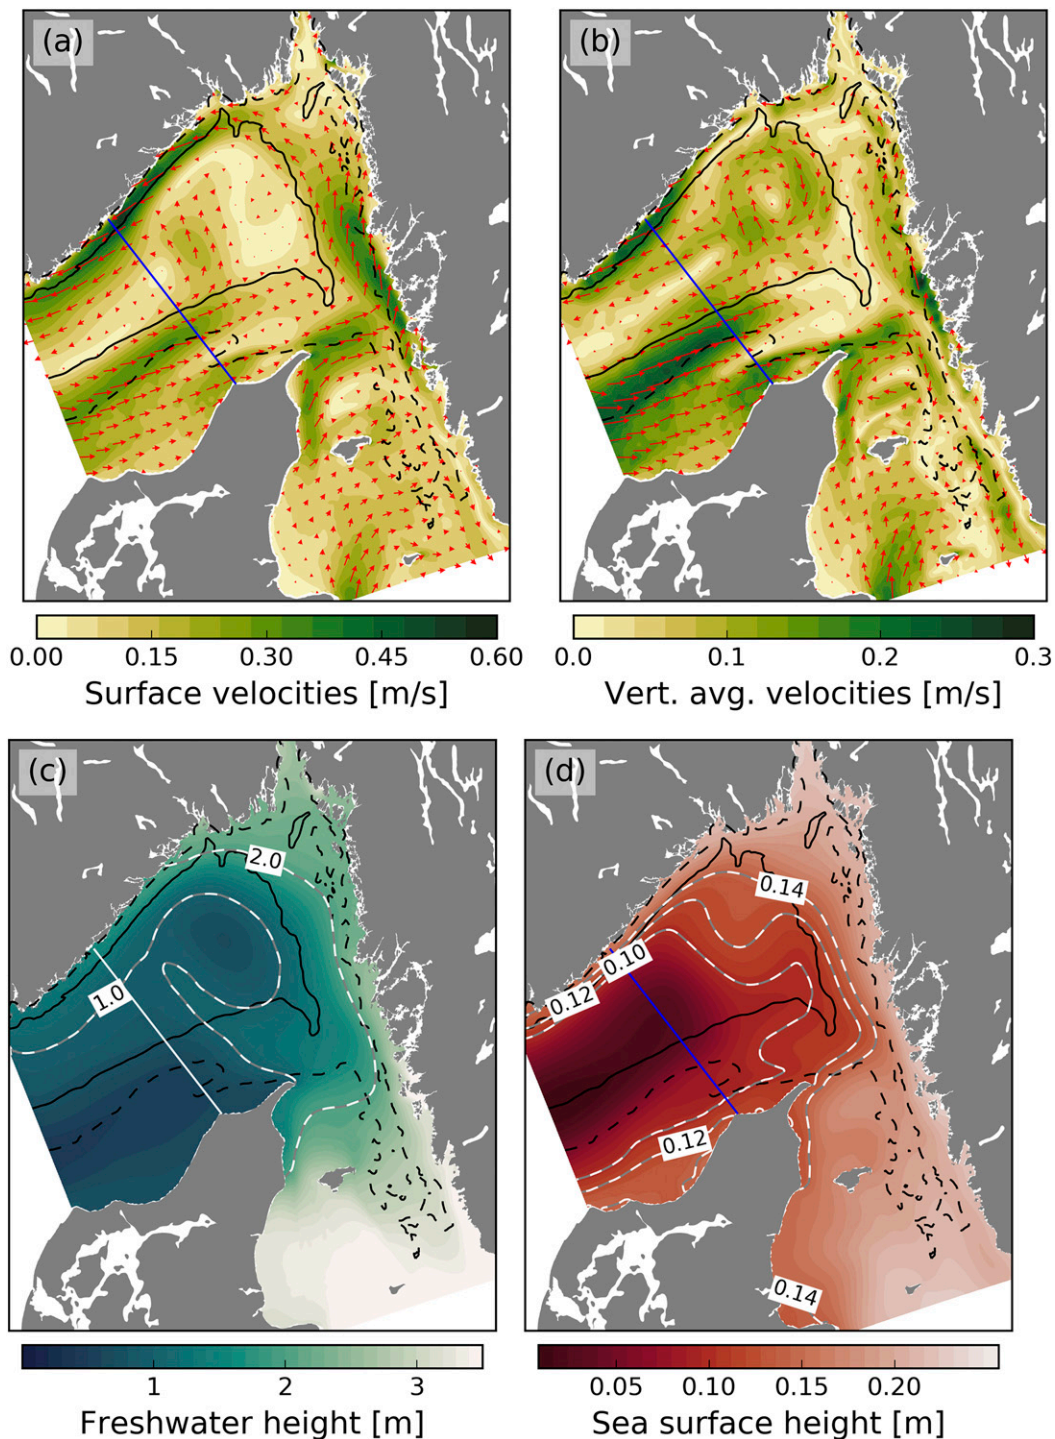 (a)
(b)
0.00 0.15 0.30 0.45 0.60
Surface velocities [m/s]
0.0 0.1 0.2 0.3
Vert. avg. velocities [m/s]
(c)
2.0
1.0
(d)
0.14
0.10
0.12
0.12
0.14
1 2 3
Freshwater height [m]
0.05 0.10 0.15 0.20
Sea surface height [m]